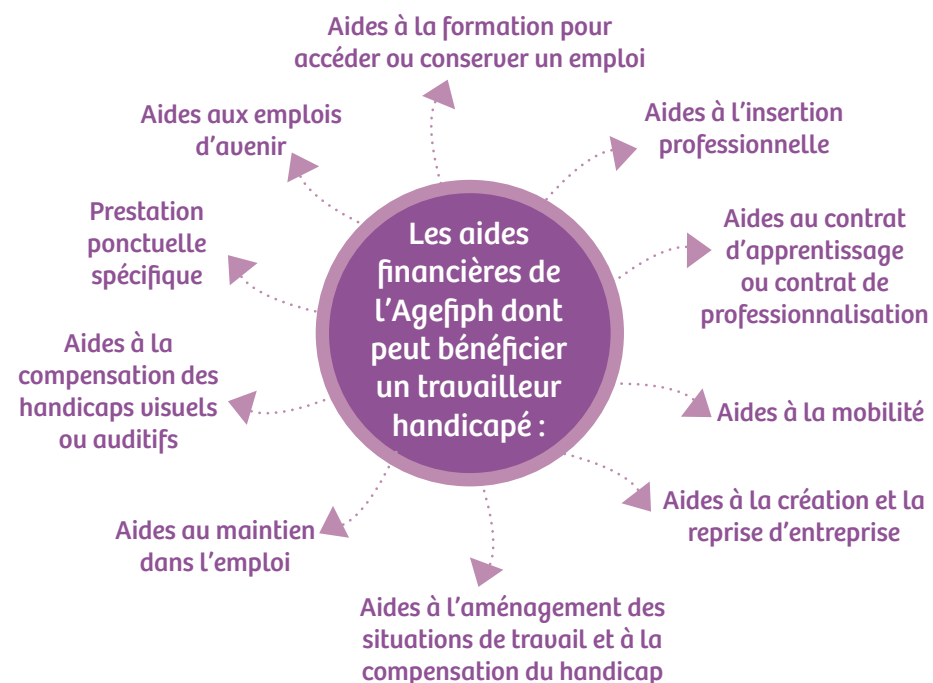 Aides à la formation pour
accéder ou conserver un emploi
Aides à l'insertion
professionnelle
Aides au contrat
d'apprentissage
ou contrat de
professionnalisation
Aides à la mobilité
Aides à la création et la
reprise d'entreprise
Aides à l'aménagement des
situations de travail et à la
compensation du handicap
Aides au maintien
dans l'emploi
Aides à la
compensation des
handicaps visuels
ou auditifs
Prestation
ponctuelle
spécifique
Aides aux emplois
d'avenir
Les aides
financières de
l'Agefiph dont
peut bénéficier
un travailleur
handicapé :